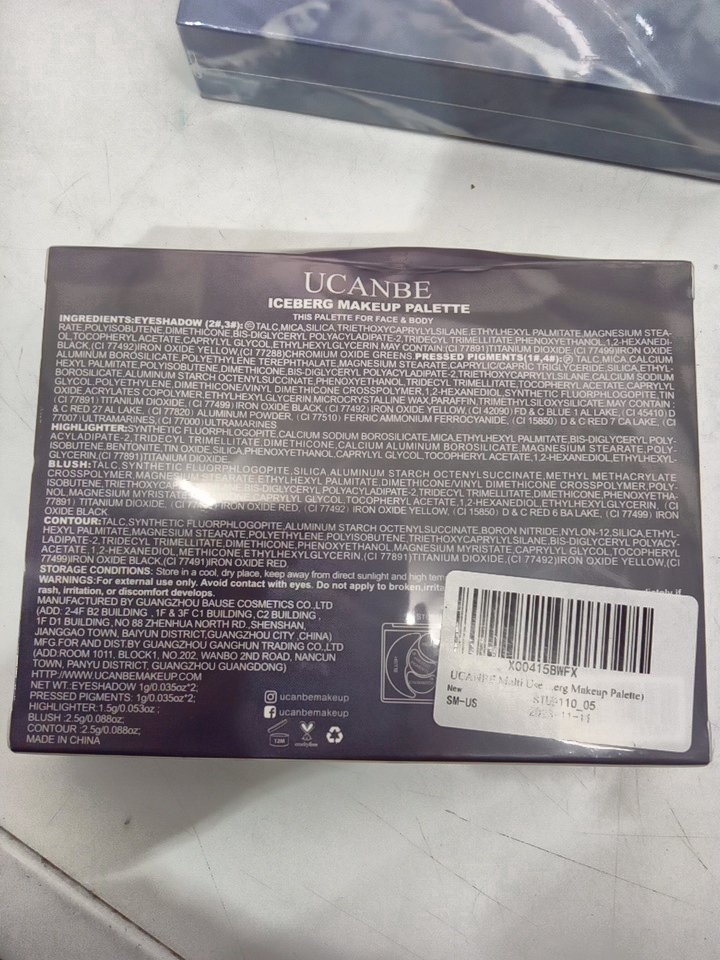 UCANBE
ICEBERG MAKEUP PALETTE
THIS PALETTE FOR FACE & BODY
INGREDIENTS:EYESHADOW (2#,3#): TALC,MICA,SILICA,TRIETHOXYCAPRYLYLSILANE,ETHYLHEXYL PALMITATE,MAGNESIUM STEA-
RATE,POLYISOBUTENE,DIMETHICONE,BIS-DIGLYCERYL POLYACYLADIPATE-2,TRIDECYL TRIMELLITATE,PHENOXYETHANOL,1,2-HEXANEDI-
OL,TOCOPHERYL ACETATE,CAPRYLYL GLYCOL,ETHYLHEXYLGLYCERIN.MAY CONTAIN:(CI 77891)TITANIUM DIOXIDE,(CI 77499)IRON OXIDE
BLACK,(CI 77492)IRON OXIDE YELLOW,(CI 77288)CHROMIUM OXIDE GREENS PRESSED PIGMENTS(1#,4#): TALC,MICA,CALCIUM
ALUMINUM BOROSILICATE,POLYETHYLENE TEREPHTHALATE,MAGNESIUM STEARATE,CAPRYLIC/CAPRIC TRIGLYCERIDE,SILICA,ETHYL-
HEXYL PALMITATE,POLYISOBUTENE,DIMETHICONE,BIS-DIGLYCERYL POLYACYLADIPATE-2,TRIETHOXYCAPRYLYLSILANE,CALCIUM SODIUM
BOROSILICATE,ALUMINUM STARCH OCTENYLSUCCINATE,PHENOXYETHANOL,TRIDECYL TRIMELLITATE,TOCOPHERYL ACETATE,CAPRYLYL
GLYCOL,POLYETHYLENE,DIMETHICONE/VINYL DIMETHICONE CROSSPOLYMER,1,2-HEXANEDIOL,SYNTHETIC FLUORPHLOGOPITE,TIN
OXIDE,ACRYLATES COPOLYMER,ETHYLHEXYLGLYCERIN,MICROCRYSTALLINE WAX,PARAFFIN,TRIMETHYLSILOXYSILICATE MAY CONTAIN
(CI 77891) TITANIUM DIOXIDE,(CI 77499) IRON OXIDE BLACK,(CI 77492) IRON OXIDE YELLOW,(CI 42090) FD & C BLUE 1 AL LAKE,(CI 45410) D
& C RED 27 AL LAKE,(CI 77820) ALUMINUM POWDER,(CI 77510) FERRIC AMMONIUM FERROCYANIDE,(CI 15850) D & C RED 7 CA LAKE,(CI
77007)ULTRAMARINES,(CI 77000)ULTRAMARINES
HIGHLIGHTER:SYNTHETIC FLUORPHLOGOPITE,CALCIUM SODIUM BOROSILICATE,MICA,ETHYLHEXYL PALMITATE,BIS-DIGLYCERYL POLY-
ACYLADIPATE-2,TRIDECYL TRIMELLITATE,DIMETHICONE,CALCIUM ALUMINUM BOROSILICATE,MAGNESIUM STEARATE,POLY-
ISOBUTENE,BENTONITE,TIN OXIDE,SILICA,PHENOXYETHANOL,CAPRYLYL GLYCOL,TOCOPHERYL ACETATE,1,2-HEXANEDIOL,ETHYLHEXYL-
GLYCERIN,(CI 77891)TITANIUM DIOXIDE
BLUSH:TALC,SYNTHETIC FLUORPHLOGOPITE,SILICA,ALUMINUM STARCH OCTENYLSUCCINATE,METHYL METHACRYLATE
CROSSPOLYMER,MAGNESIUM STEARATE,ETHYLHEXYL PALMITATE,DIMETHICONE/VINYL DIMETHICONE CROSSPOLYMER,POLY-
ISOBUTENE,TRIETHOXYCAPRYLYLSILANE,BIS-DIGLYCERYL POLYACYLADIPATE-2,TRIDECYL TRIMELLITATE,DIMETHICONE,PHENOXYETHA-
NOL,MAGNESIUM MYRISTATE,CAPRYLYL GLYCOL,TOCOPHERYL ACETATE,1,2-HEXANEDIOL,ETHYLHEXYLGLYCERIN,(CI
77891) TITANIUM DIOXIDE,IRON OXIDE RED,(CI 77492) IRON OXIDE YELLOW,(CI 15850) D&C RED 6 BA LAKE,(CI 77499) IRON
OXIDE BLACK
CONTOUR:TALC,SYNTHETIC FLUORPHLOGOPITE,ALUMINUM STARCH OCTENYLSUCCINATE,BORON NITRIDE,NYLON-12,SILICA,ETHYL-
HEXYL PALMITATE,MAGNESIUM STEARATE,POLYETHYLENE,POLYISOBUTENE,TRIETHOXYCAPRYLYLSILANE,BIS-DIGLYCERYL POLYACY-
LADIPATE-2,TRIDECYL TRIMELLITATE,DIMETHICONE,PHENOXYETHANOL,MAGNESIUM MYRISTATE,CAPRYLYL GLYCOL,TOCOPHERYL
ACETATE,1,2-HEXANEDIOL,METHICONE,ETHYLHEXYLGLYCERIN,(CI 77891)TITANIUM DIOXIDE,(CI 77492)IRON OXIDE YELLOW,(CI
77499)IRON OXIDE BLACK,(CI 77491)IRON OXIDE RED
STORAGE CONDITIONS: Store in a cool, dry place, keep away from direct sunlight and high
WARNINGS:For external use only. Avoid contact with eyes. Do not apply to broken, if
rash, irritation, or discomfort develops.
MANUFACTURED BY GUANGZHOU BAUSE COSMETICS CO.,LTD
(ADD: 2-4F B2 BUILDING , 1F & 3F C1 BUILDING, C2 BUILDING ,
1F D1 BUILDING, NO 88 ZHENHUA NORTH RD.,SHENSHAN,
JIANGGAO TOWN, BAIYUN DISTRICT,GUANGZHOU CITY ,CHINA)
MFG.FOR AND DIST.BY GUANGZHOU GANGHUN TRADING CO.,LTD
(ADD:ROOM 1011, BLOCK1, NO.202, WANBO 2ND ROAD, NANCUN
TOWN, PANYU DISTRICT, GUANGZHOU GUANGDONG)
HTTP://WWW.UCANBEMAKEUP.COM
NET WT:EYESHADOW 1g/0.035oz*2,
PRESSED PIGMENTS 1g/0.035oz*2,
HIGHLIGHTER:1.5g/0.053oz ;
BLUSH :2.5g/0.088oz;
CONTOUR :2.5g/0.088oz;
MADE IN CHINA
ucanbemakeup
ucanbemakeup
12M
crueltyfree
BLUSH
X00415BWFX
UCANBE Multi Use Makeup Palette)
New
SM-US